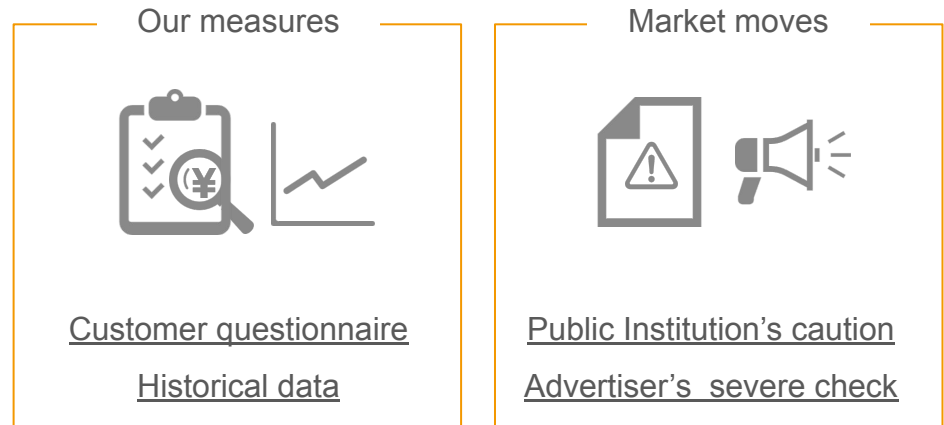 Our measures
Market moves
¥
Customer questionnaire
Historical data
Public Institution’s caution
Advertiser’s  severe check